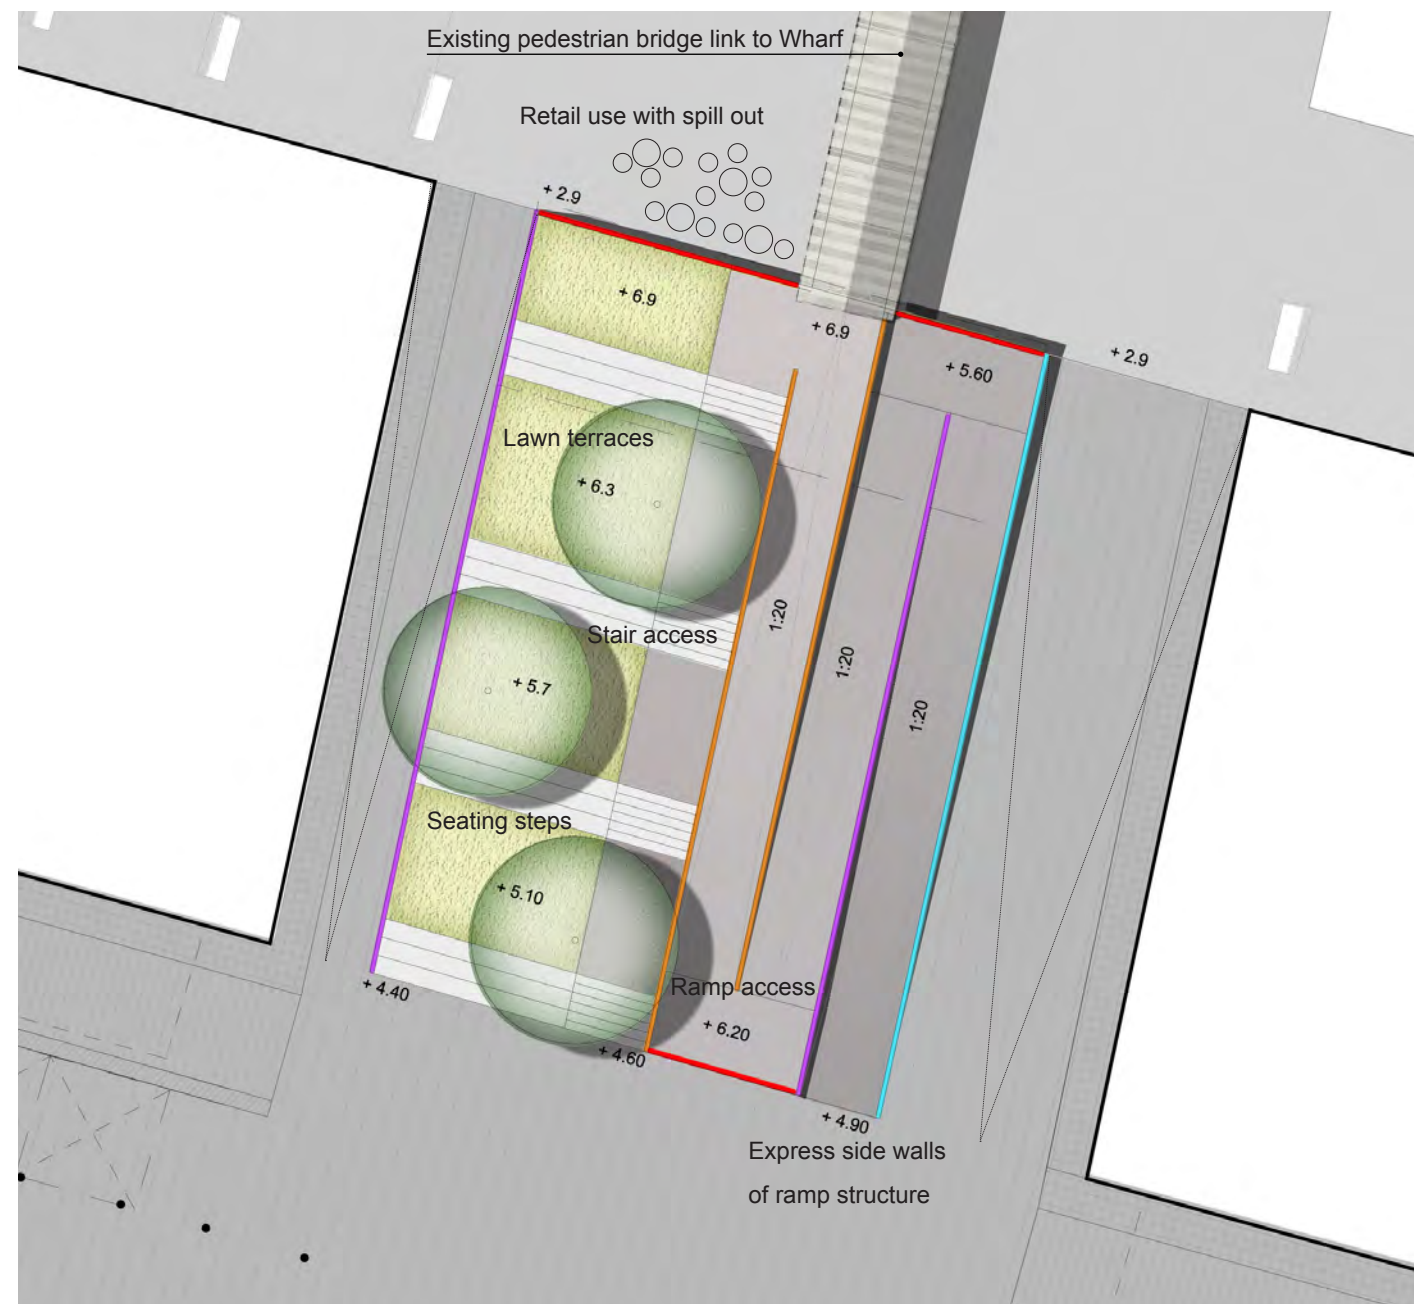 Existing pedestrian bridge link to Wharf
Retail use with spill out
+ 2.9
+ 6.9
+ 6.9
+ 5.60
+ 2.9
Lawn terraces
+ 6.3
1:20
Stair access
1:20
+ 5.7
1:20
Seating steps
+ 5.10
+ 4.40
Ramp access
+ 6.20
+ 4.60
+ 4.90
Express side walls
of ramp structure